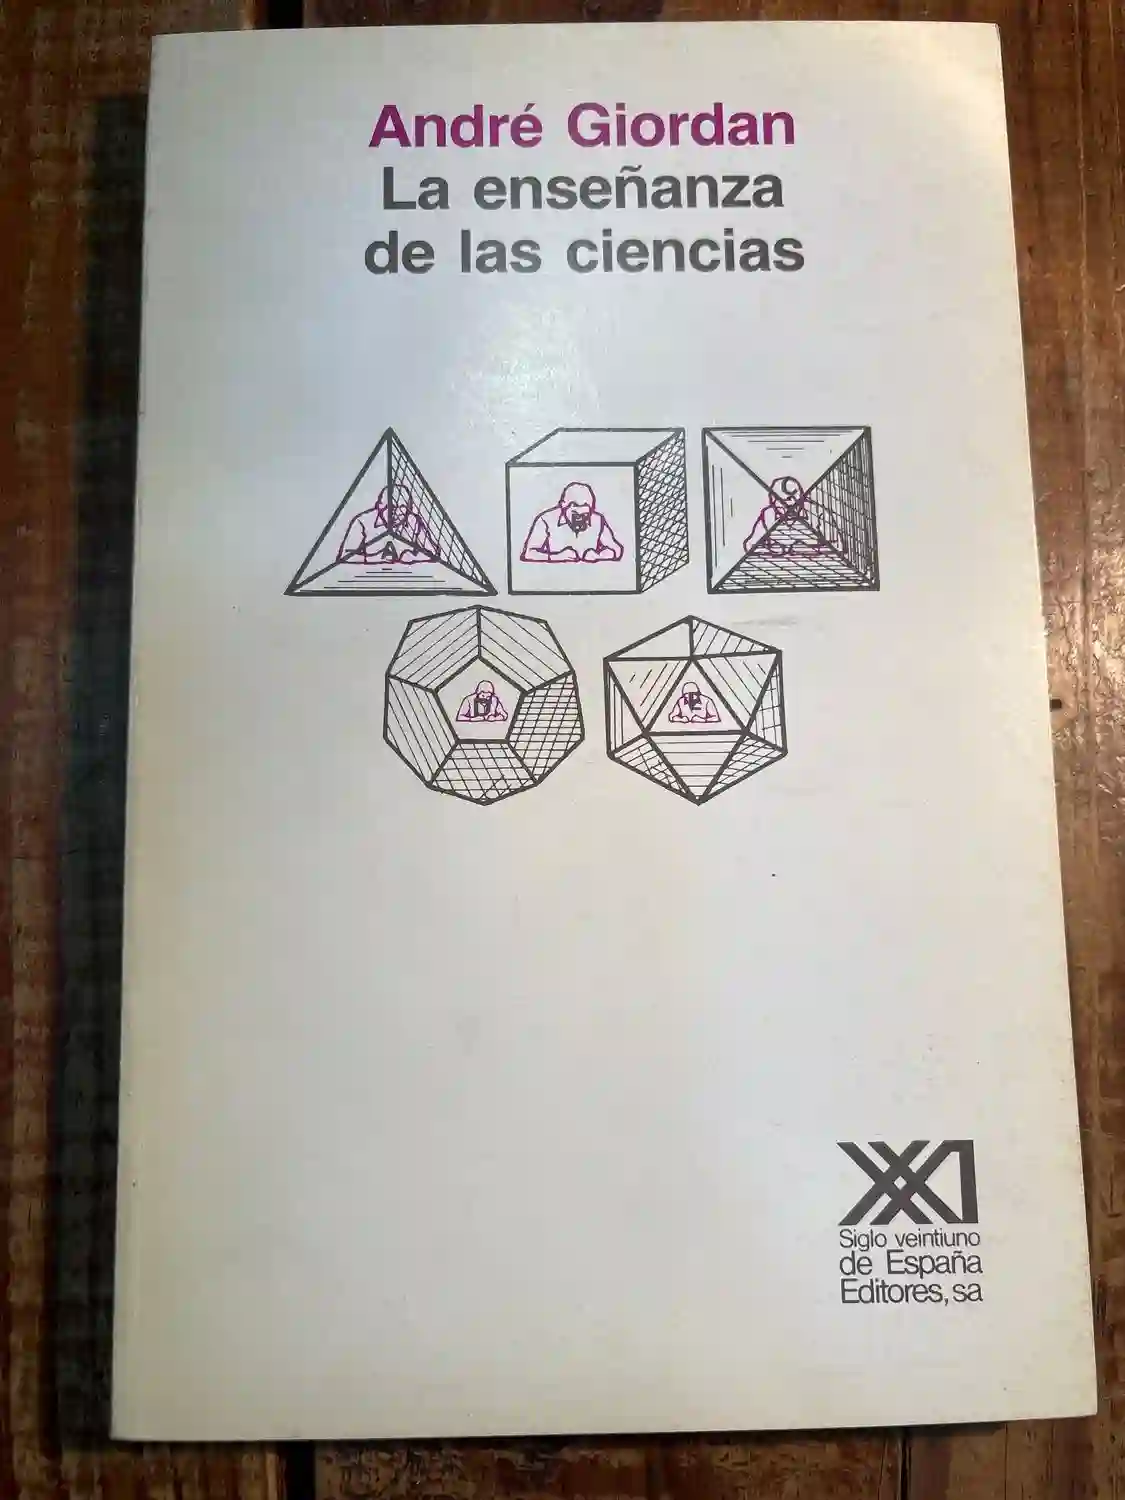 André Giordan
La enseñanza
de las ciencias
A
B
C
D
E
XXI
Siglo veintiuno
de España
Editores, sa